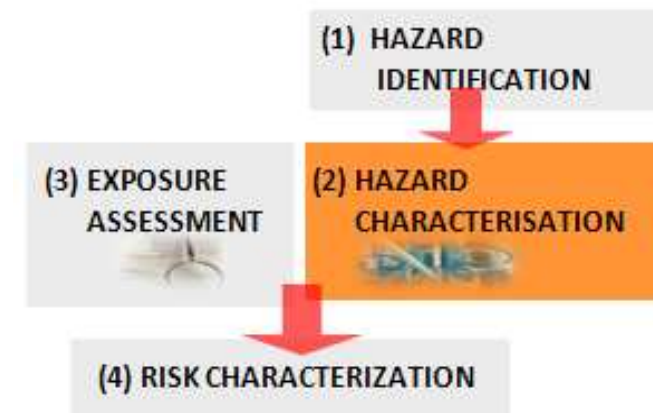 (1) HAZARD
IDENTIFICATION
(3) EXPOSURE
ASSESSMENT
(2) HAZARD
CHARACTERISATION
(4) RISK CHARACTERIZATION